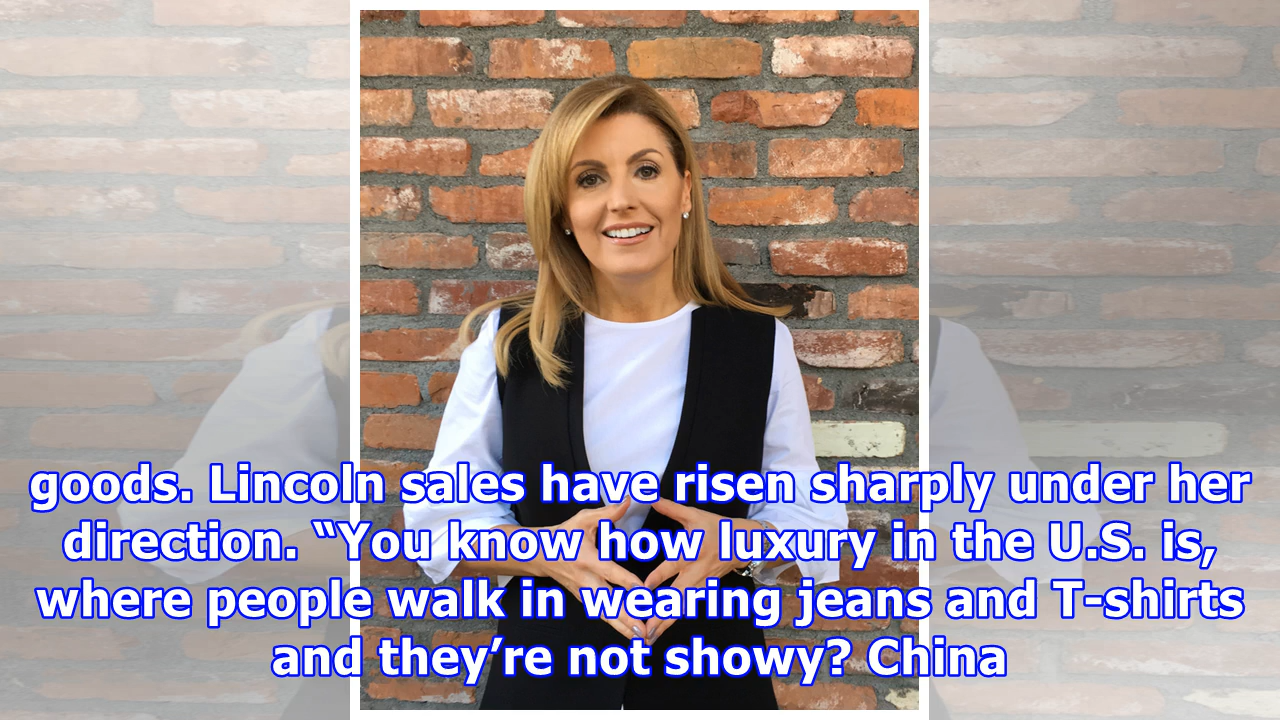 goods. Lincoln sales have risen sharply under her
direction. “You know how luxury in the U.S. is,
where people walk in wearing jeans and T-shirts
and they’re not showy? China